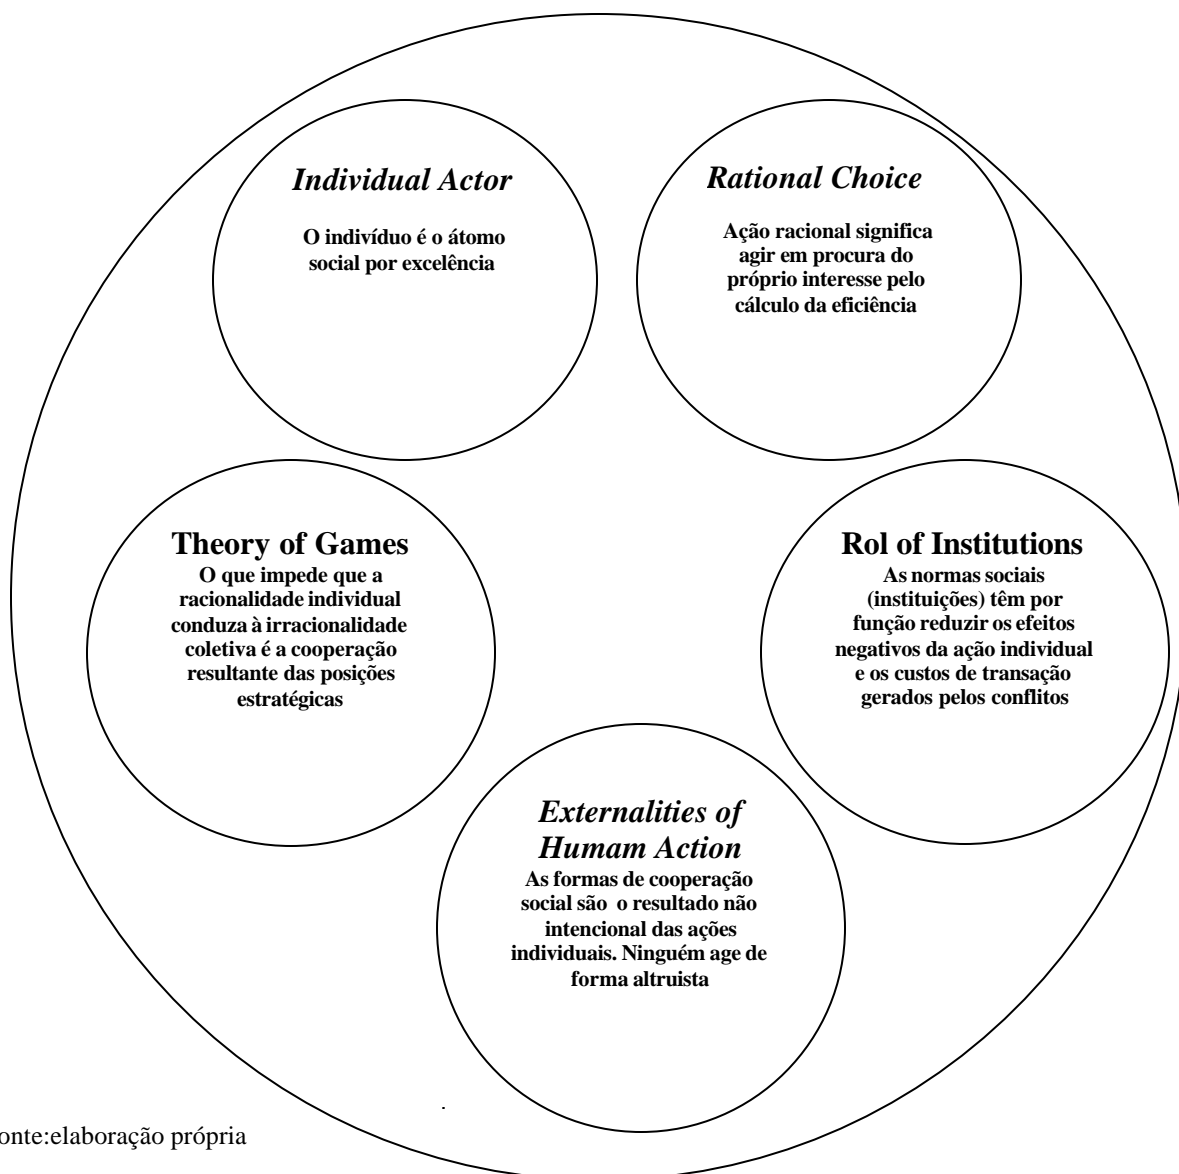 Individual Actor
O indivíduo é o átomo
social por excelência
Rational Choice
Ação racional significa
agir em procura do
próprio interesse pelo
cálculo da eficiência
Theory of Games
O que impede que a
racionalidade individual
conduza à irracionalidade
coletiva é a cooperação
resultante das posições
estratégicas
Rol of Institutions
As normas sociais
(instituições) têm por
função reduzir os efeitos
negativos da ação individual
e os custos de transação
gerados pelos conflitos
Externalities of
Humam Action
As formas de cooperação
social são o resultado não
intencional das ações
individuais. Ninguém age de
forma altruista
onte:elaboração própria